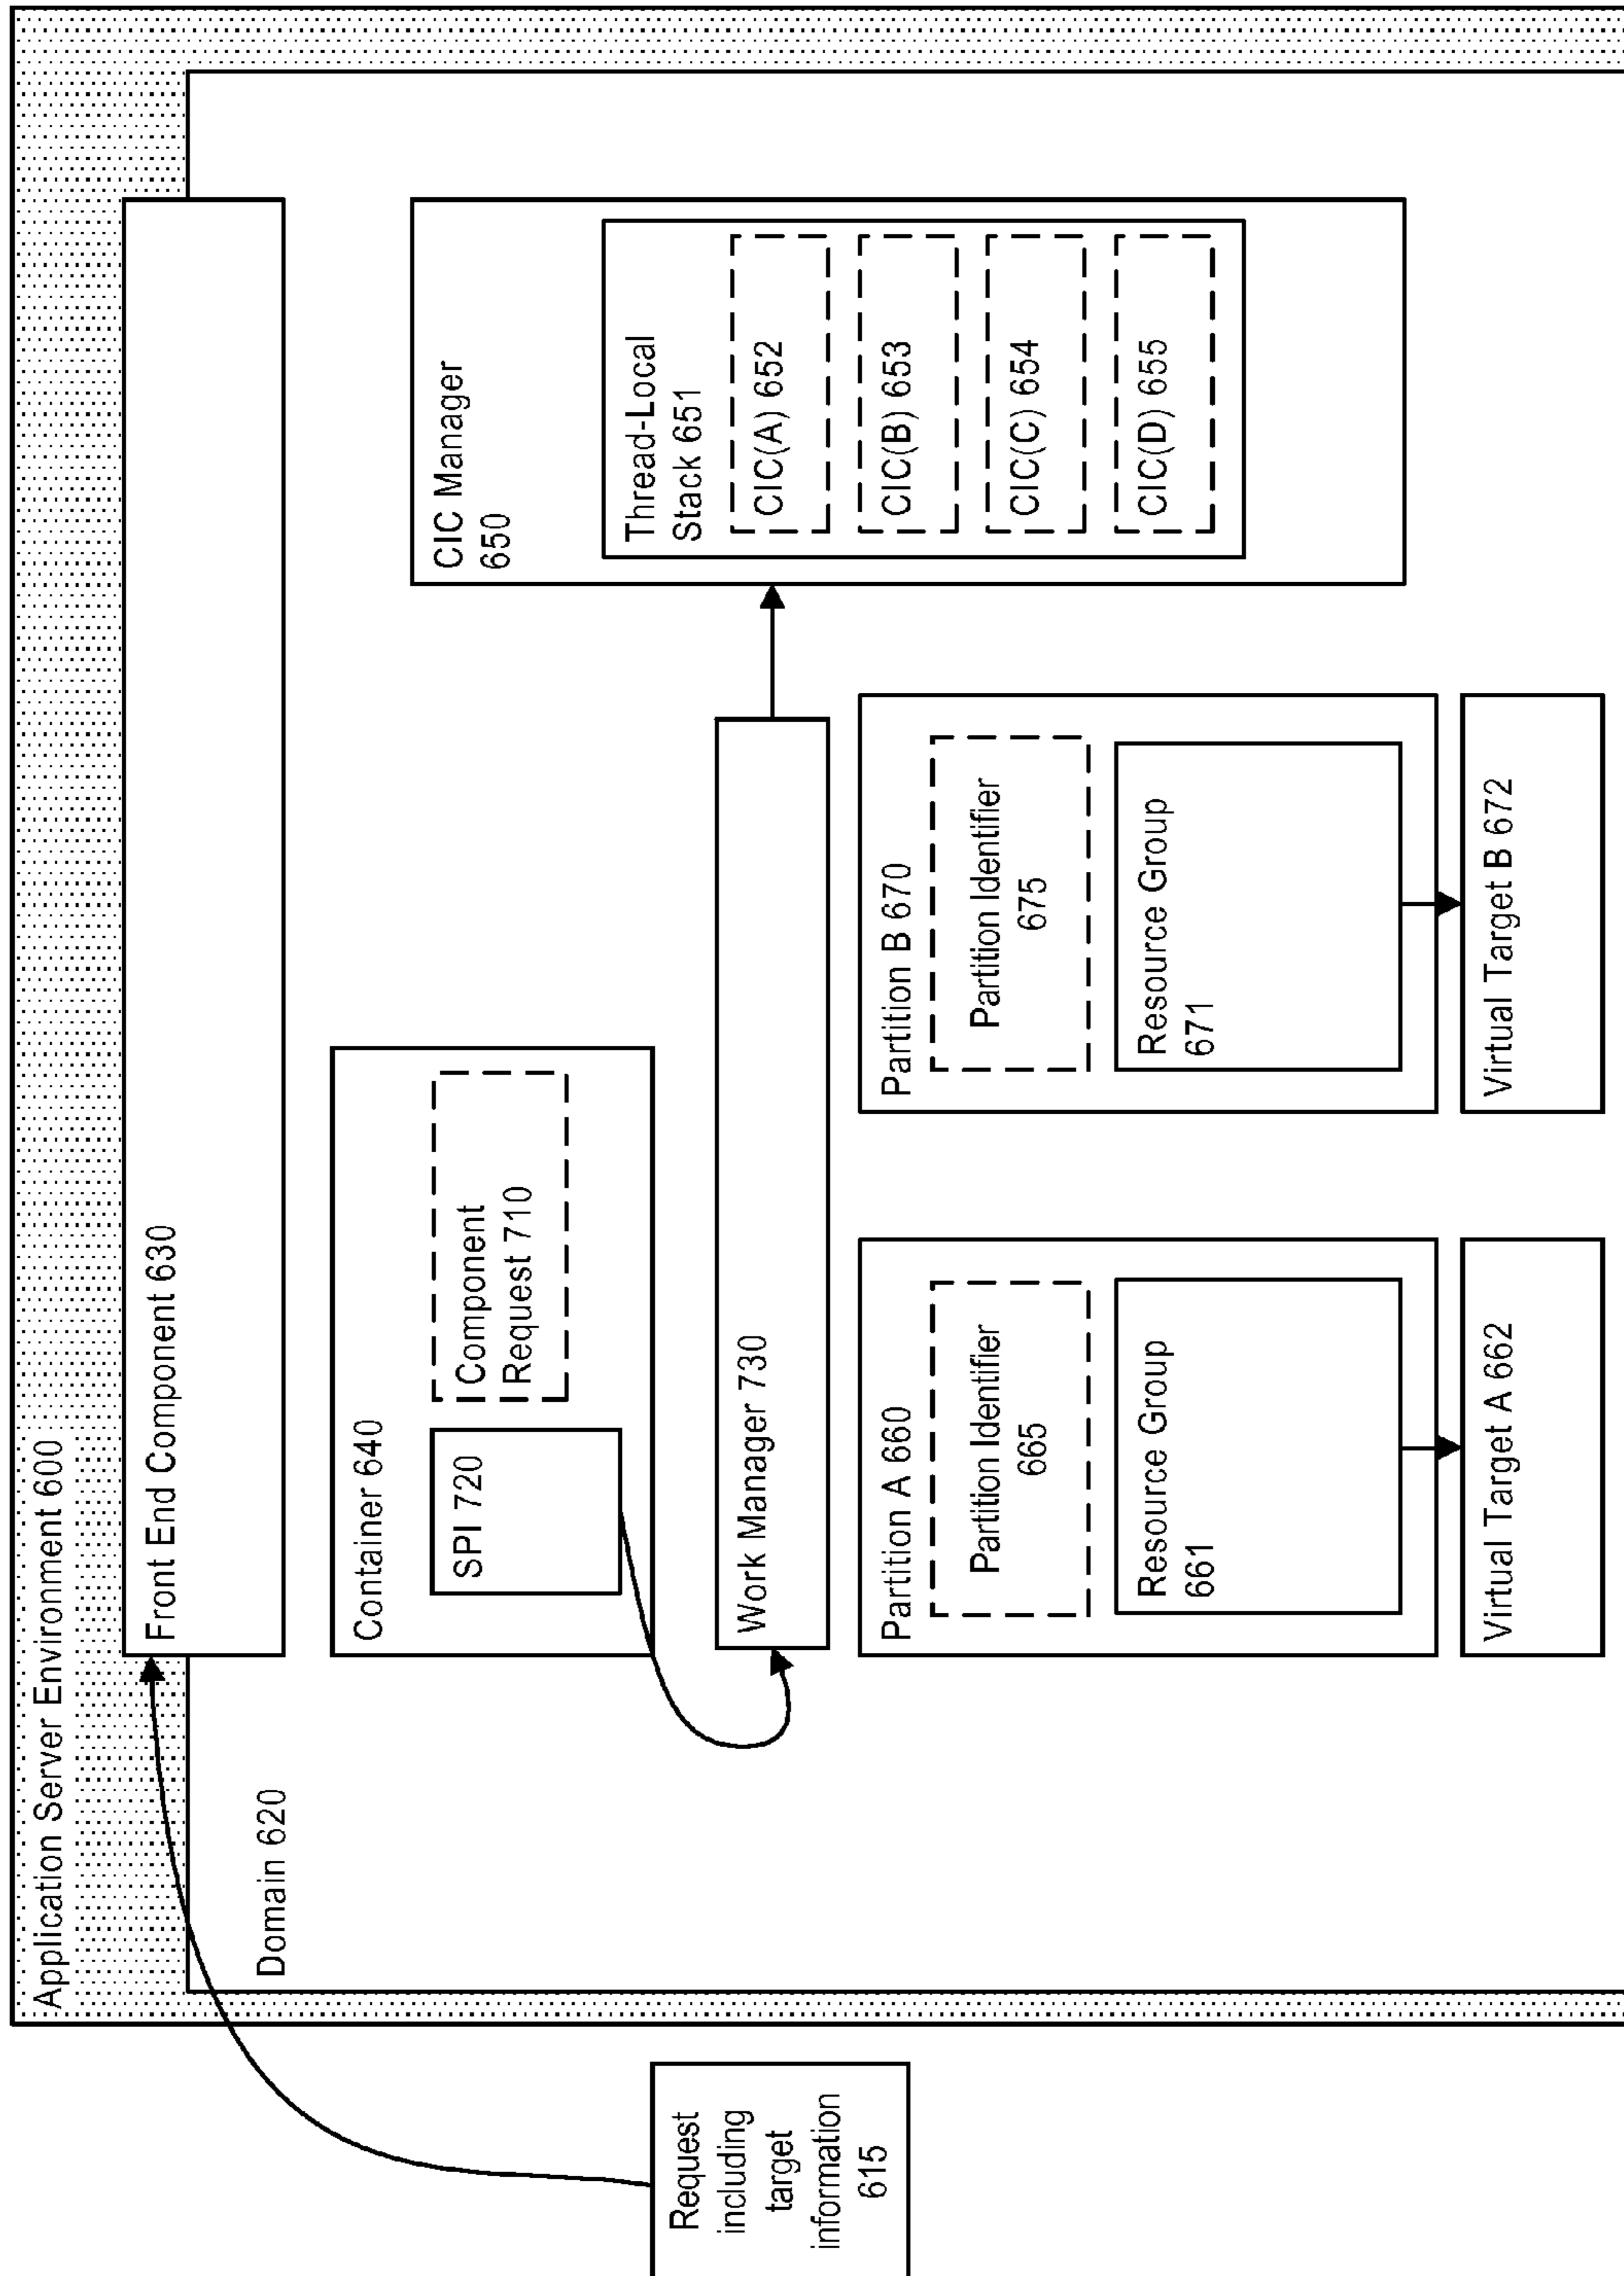 Application Server Environment 600
Front End Component 630
Domain 620
Request
including
target
information
615
Container 640
SPI 720
Component
Request 710
Work Manager 730
CIC Manager
650
Thread-Local
Stack 651
CIC(A) 652
CIC(B) 653
CIC(C) 654
CIC(D) 655
Partition A 660
Partition Identifier
665
Resource Group
661
Virtual Target A 662
Partition B 670
Partition Identifier
675
Resource Group
671
Virtual Target B 672